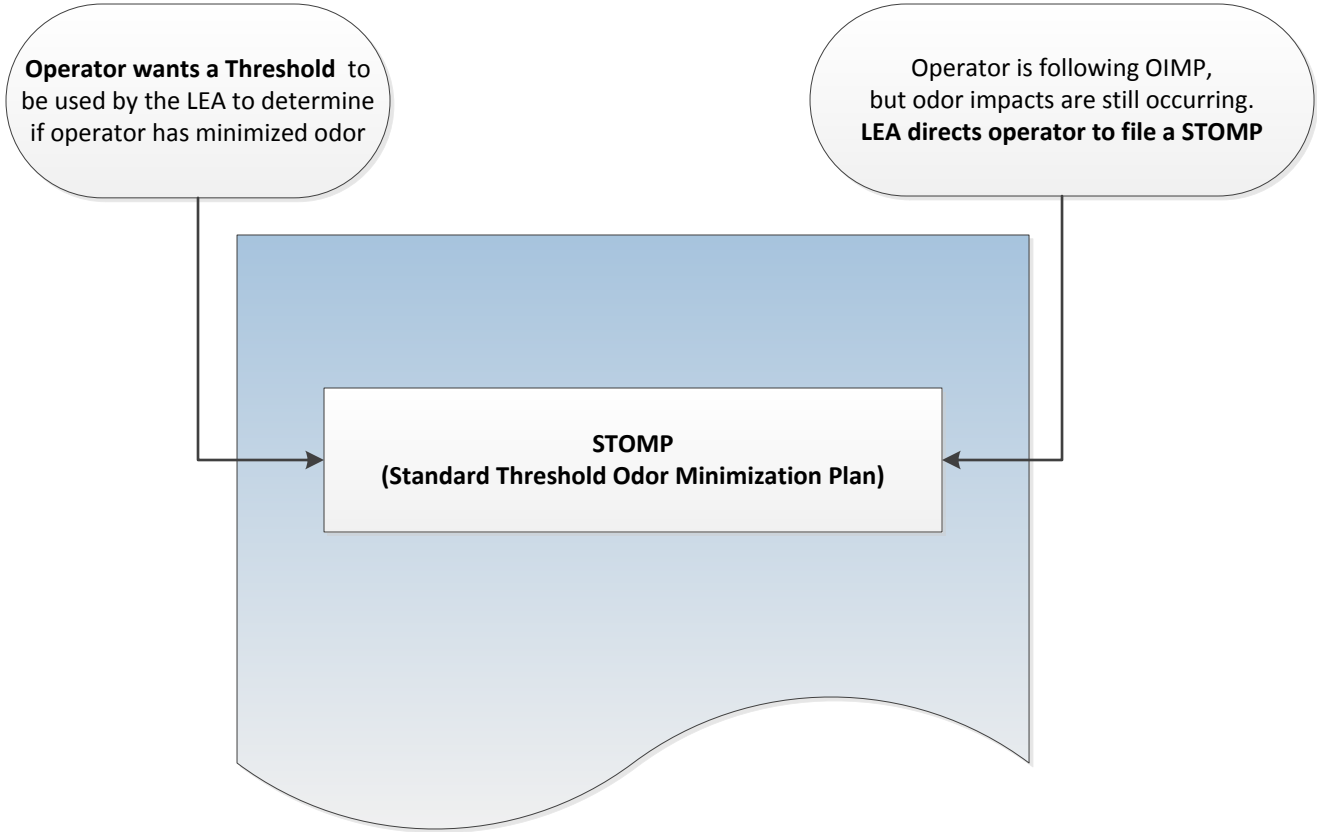 Operator wants a Threshold to
be used by the LEA to determine
if operator has minimized odor
Operator is following OIMP,
but odor impacts are still occurring.
LEA directs operator to file a STOMP
STOMP
(Standard Threshold Odor Minimization Plan)